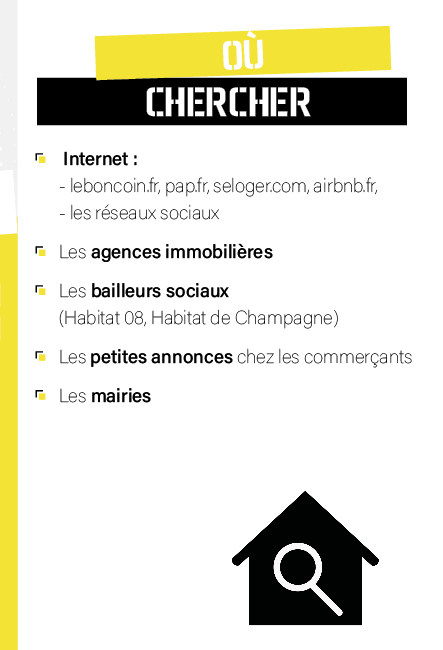 OÙ
CHERCHER
Internet :
- leboncoin.fr, pap.fr, seloger.com, airbnb.fr,
- les réseaux sociaux
Les agences immobilières
Les bailleurs sociaux
(Habitat 08, Habitat de Champagne)
Les petites annonces chez les commerçants
Les mairies